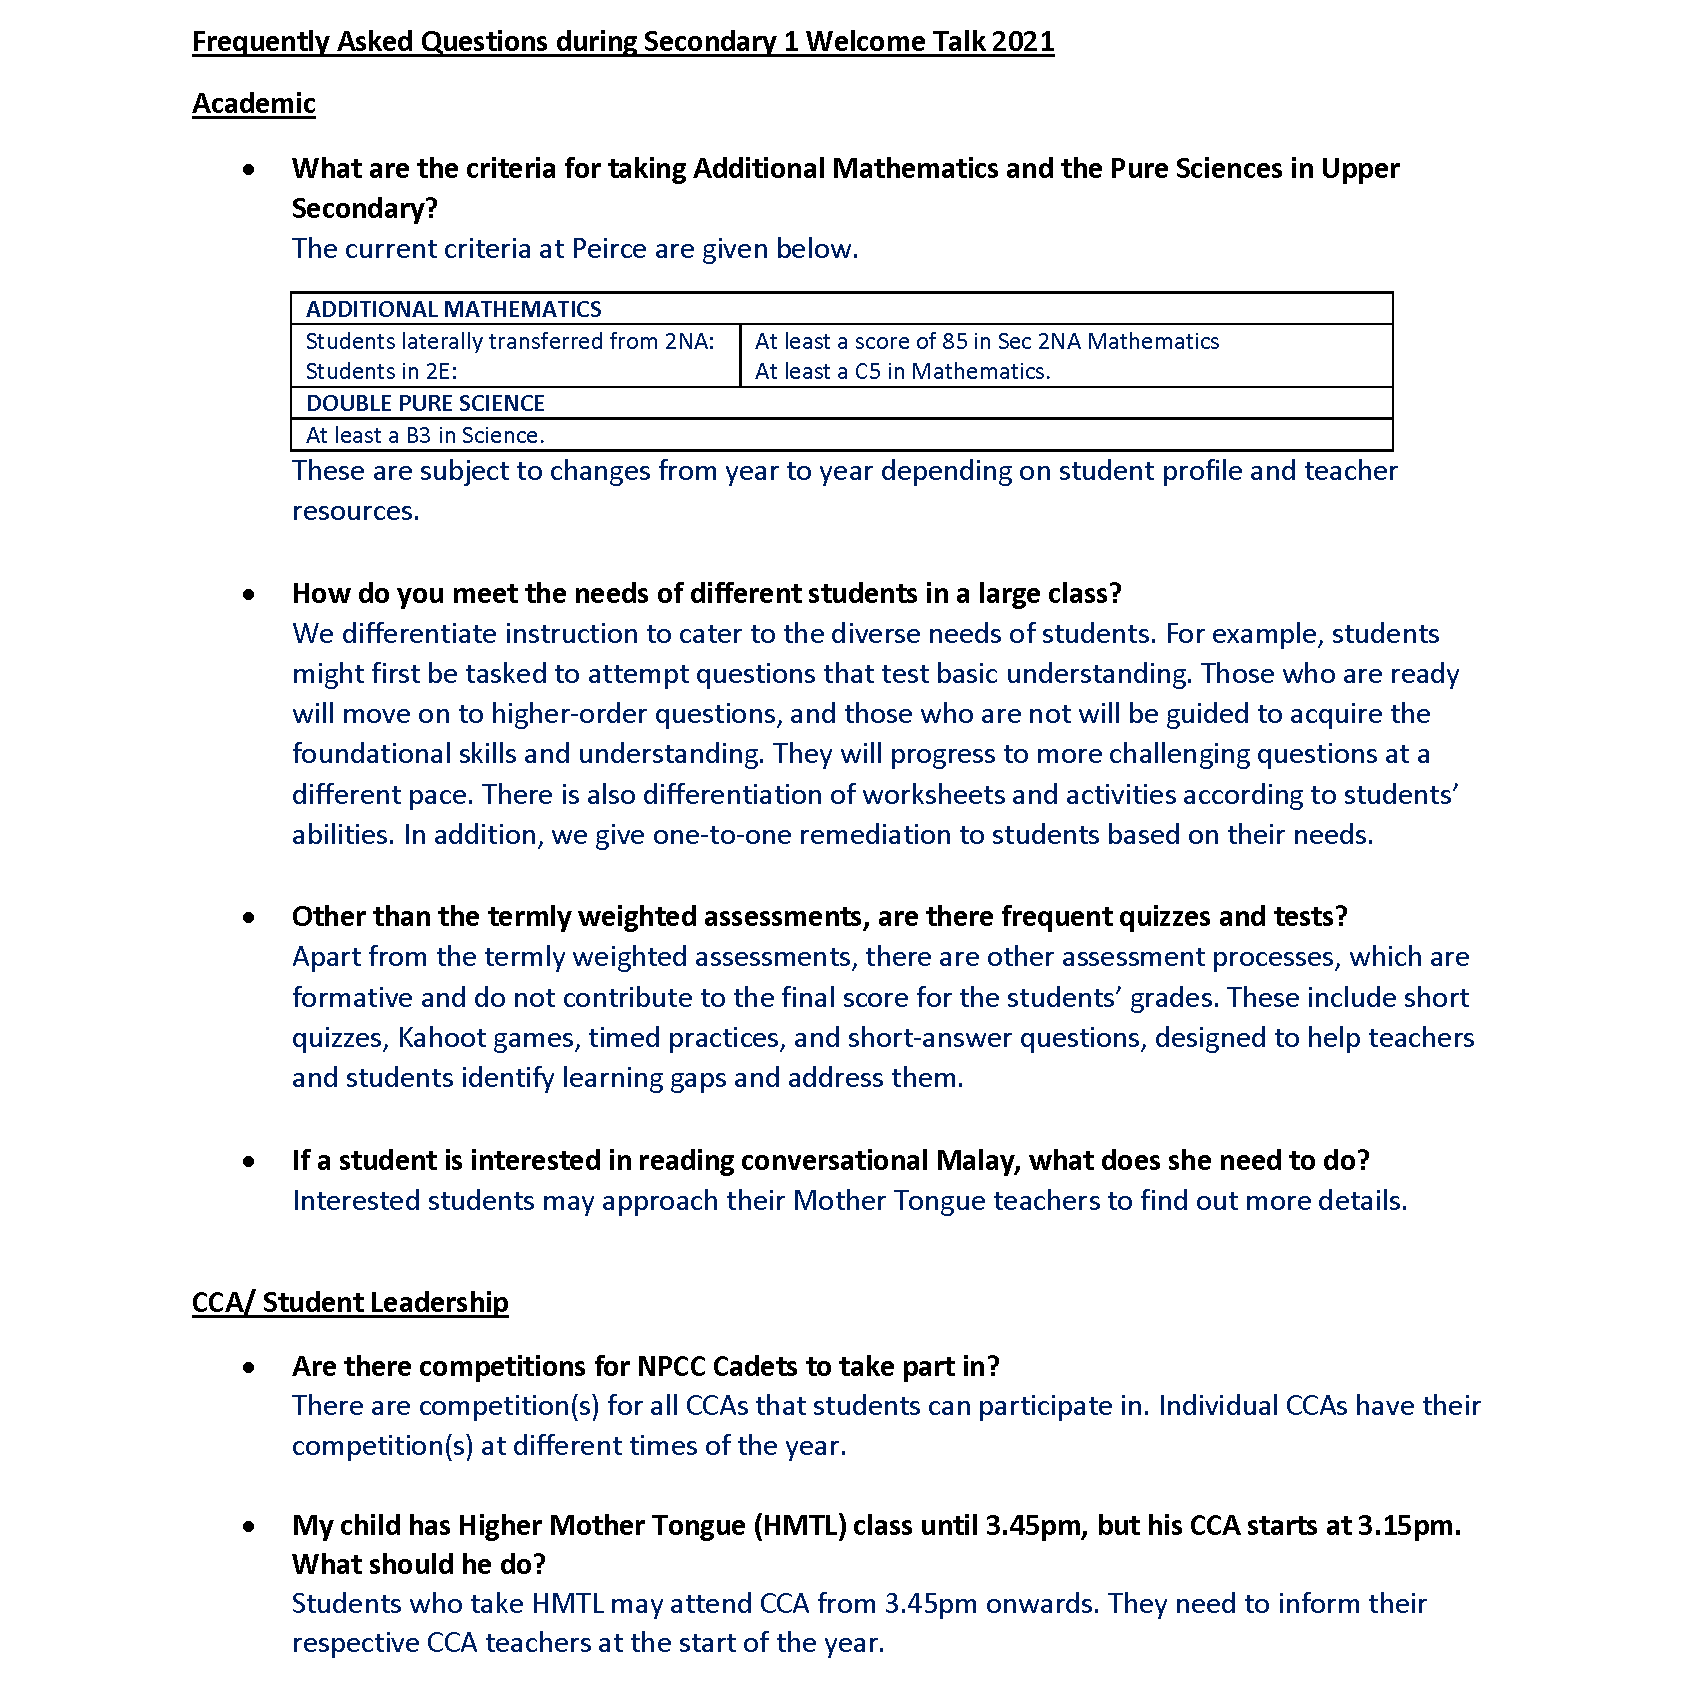 Frequently Asked Questions during Secondary 1 Welcome Talk 2021
Academic
• What are the criteria for taking Additional Mathematics and the Pure Sciences in Upper
Secondary?
The current criteria at Peirce are given below.
ADDITIONAL MATHEMATICS
Students laterally transferred from 2NA: At least a score of 85 in Sec 2NA Mathematics
Students in 2E: At least a C5 in Mathematics.
DOUBLE PURE SCIENCE
At least a B3 in Science.
These are subject to changes from year to year depending on student profile and teacher
resources.
• How do you meet the needs of different students in a large class?
We differentiate instruction to cater to the diverse needs of students. For example, students
might first be tasked to attempt questions that test basic understanding. Those who are ready
will move on to higher-order questions, and those who are not will be guided to acquire the
foundational skills and understanding. They will progress to more challenging questions at a
different pace. There is also differentiation of worksheets and activities according to students’
abilities. In addition, we give one-to-one remediation to students based on their needs.
• Other than the termly weighted assessments, are there frequent quizzes and tests?
Apart from the termly weighted assessments, there are other assessment processes, which are
formative and do not contribute to the final score for the students’ grades. These include short
quizzes, Kahoot games, timed practices, and short-answer questions, designed to help teachers
and students identify learning gaps and address them.
• If a student is interested in reading conversational Malay, what does she need to do?
Interested students may approach their Mother Tongue teachers to find out more details.
CCA/ Student Leadership
• Are there competitions for NPCC Cadets to take part in?
There are competition(s) for all CCAs that students can participate in. Individual CCAs have their
competition(s) at different times of the year.
• My child has Higher Mother Tongue (HMTL) class until 3.45pm, but his CCA starts at 3.15pm.
What should he do?
Students who take HMTL may attend CCA from 3.45pm onwards. They need to inform their
respective CCA teachers at the start of the year.